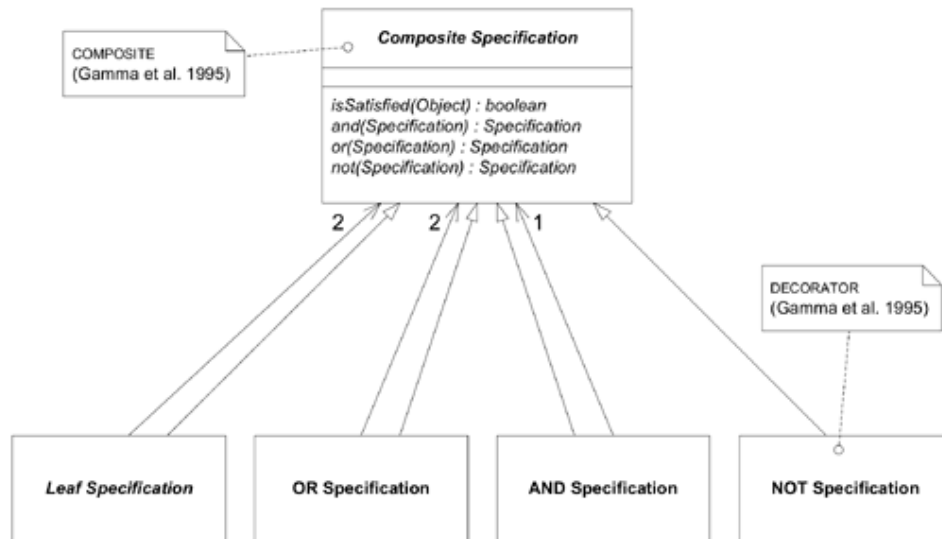 Composite Specification
COMPOSITE
(Gamma et al. 1995)
isSatisfied(Object) : boolean
and(Specification) : Specification
or(Specification) : Specification
not(Specification) : Specification
2
2
1
DECORATOR
(Gamma et al. 1995)
Leaf Specification
OR Specification
AND Specification
NOT Specification